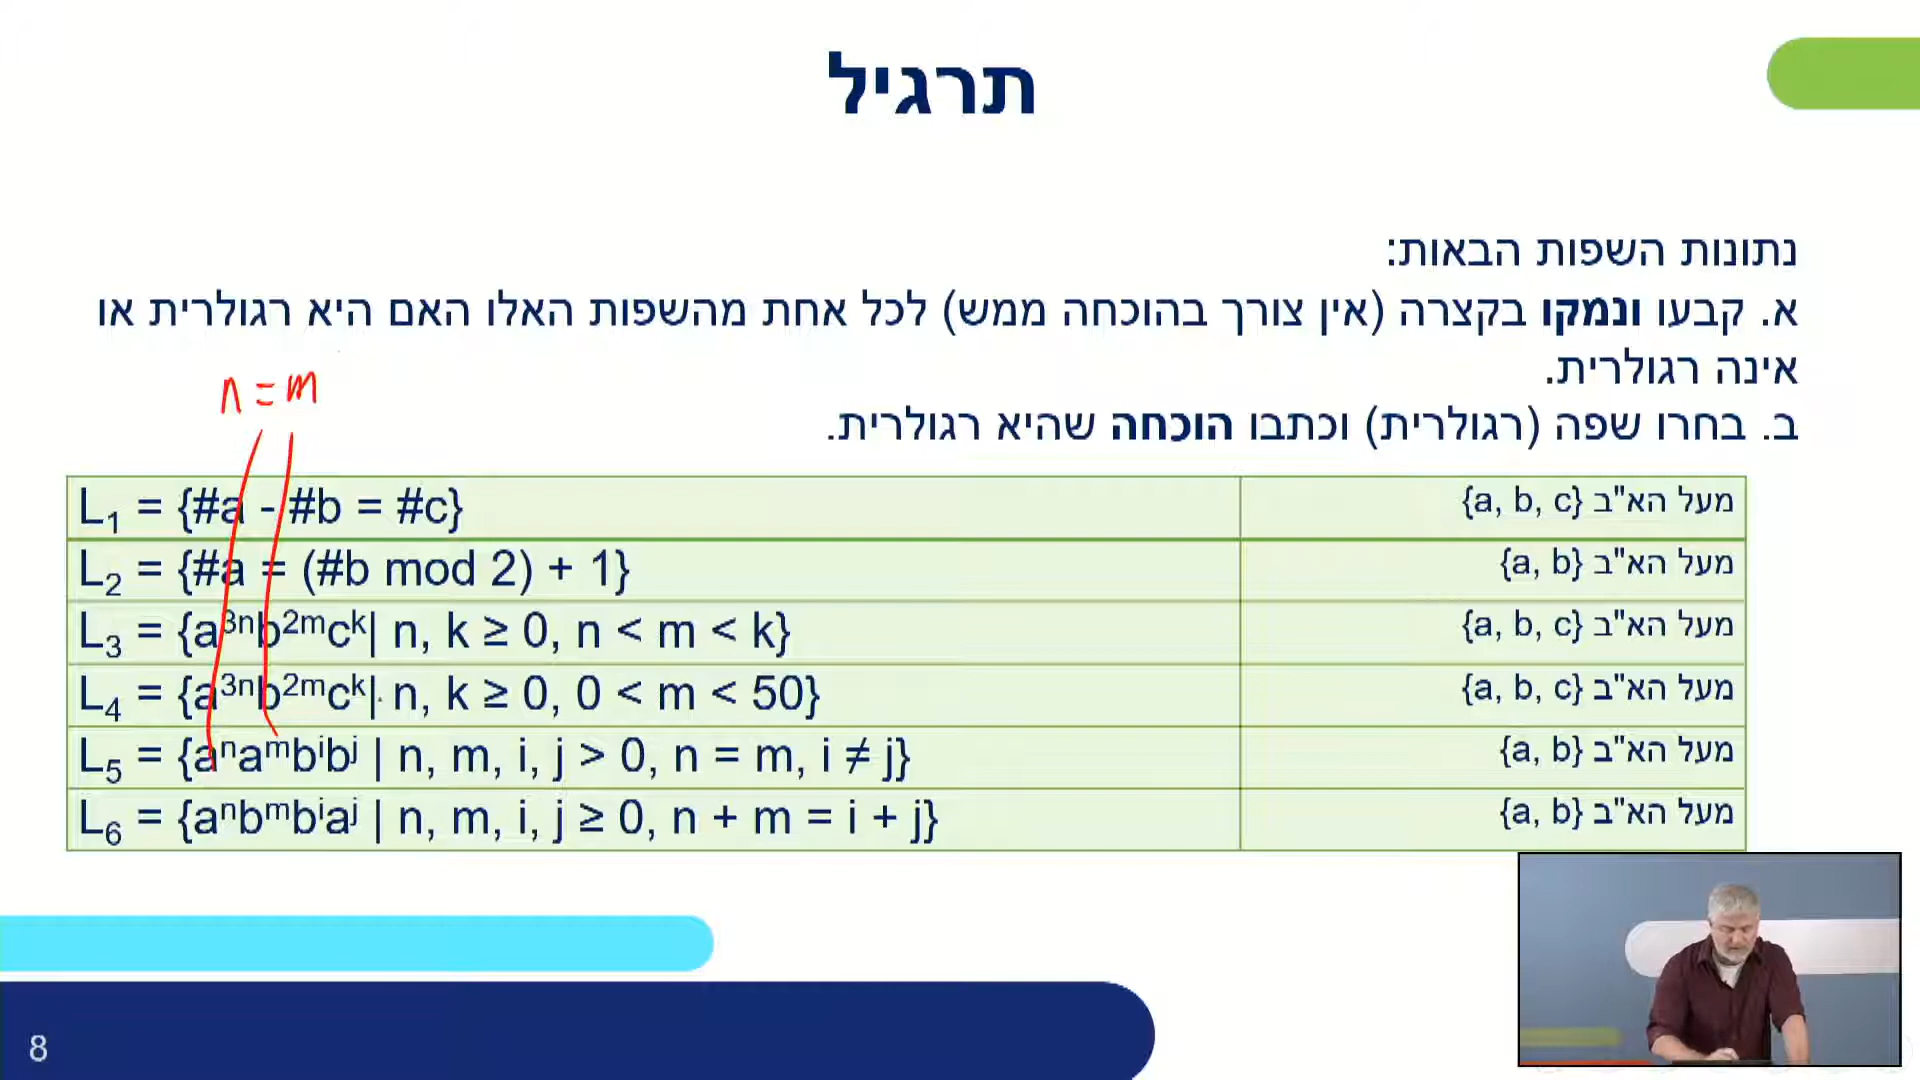 תרגיל
נתונות השפות הבאות:
א. קבעו ונמקו בקצרה (אין צורך בהוכחה ממש) לכל אחת מהשפות האלו האם היא רגולרית או
אינה רגולרית.
n = m
ב. בחרו שפה (רגולרית) וכתבו הוכחה שהיא רגולרית.
L₁ = {#a - #b = #c} מעל הא"ב {a, b, c}
L₂ = {#a = (#b mod 2) + 1} מעל הא"ב {a, b}
L₃ = {a³ⁿb²ᵐcᵏ| n, k ≥ 0, n < m < k} מעל הא"ב {a, b, c}
L₄ = {a³ⁿb²ᵐcᵏ| n, k ≥ 0, 0 < m < 50} מעל הא"ב {a, b, c}
L₅ = {aⁿaᵐbⁱbʲ | n, m, i, j > 0, n = m, i ≠ j} מעל הא"ב {a, b}
L₆ = {aⁿbᵐbⁱaʲ | n, m, i, j ≥ 0, n + m = i + j} מעל הא"ב {a, b}
8